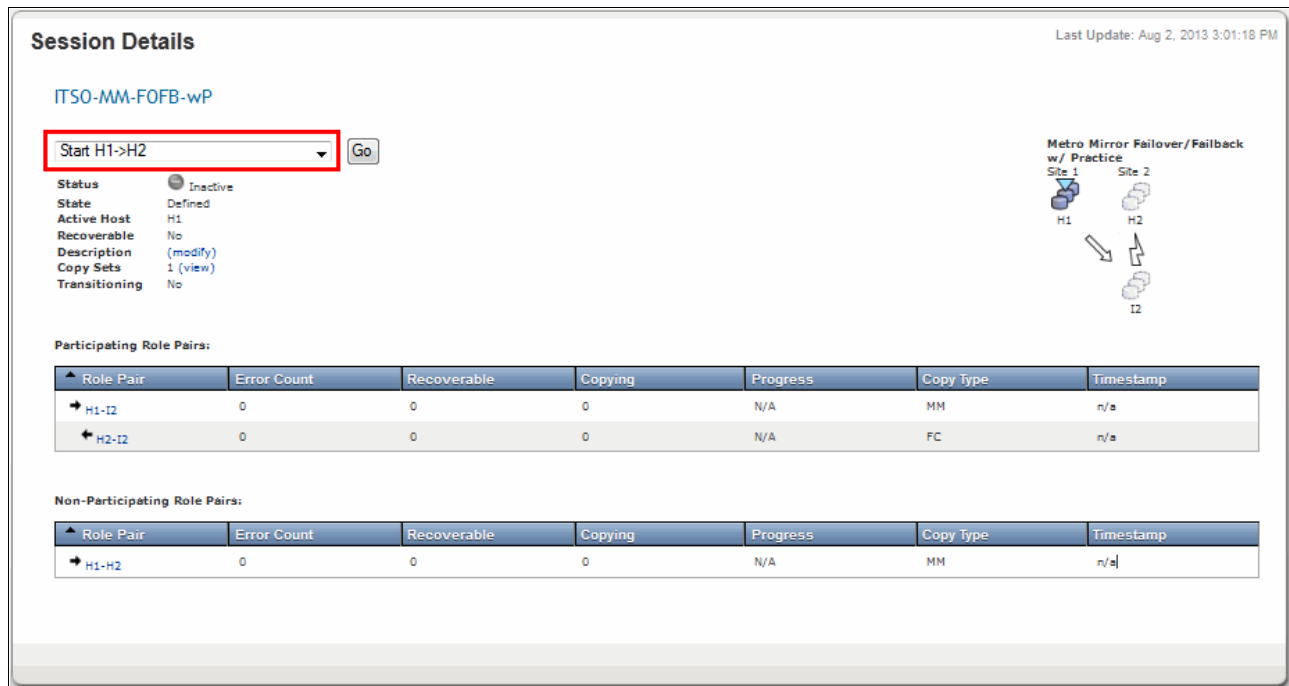 Session Details
Last Update: Aug 2, 2013 3:01:18 PM
ITSO-MM-FOFB-wP
Start H1->H2 Go
Status Inactive
State Defined
Active Host H1
Recoverable No
Description (modify)
Copy Sets 1 (view)
Transitioning No
Metro Mirror Failover/Failback
w/ Practice
Site 1 Site 2
H1 H2
I2
Participating Role Pairs:
Role Pair Error Count Recoverable Copying Progress Copy Type Timestamp
H1-I2 0 0 0 N/A MM n/a
H2-I2 0 0 0 N/A FC n/a
Non-Participating Role Pairs:
Role Pair Error Count Recoverable Copying Progress Copy Type Timestamp
H1-H2 0 0 0 N/A MM n/a